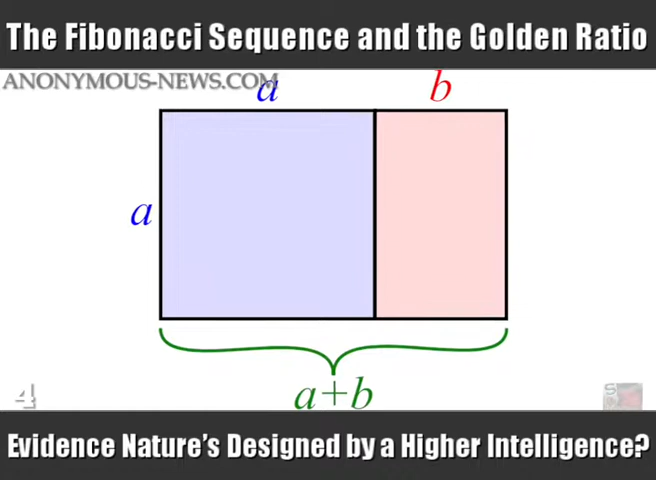 The Fibonacci Sequence and the Golden Ratio
ANONYMOUS-NEWS.COM
a b
a
a+b
4
Evidence Nature's Designed by a Higher Intelligence?